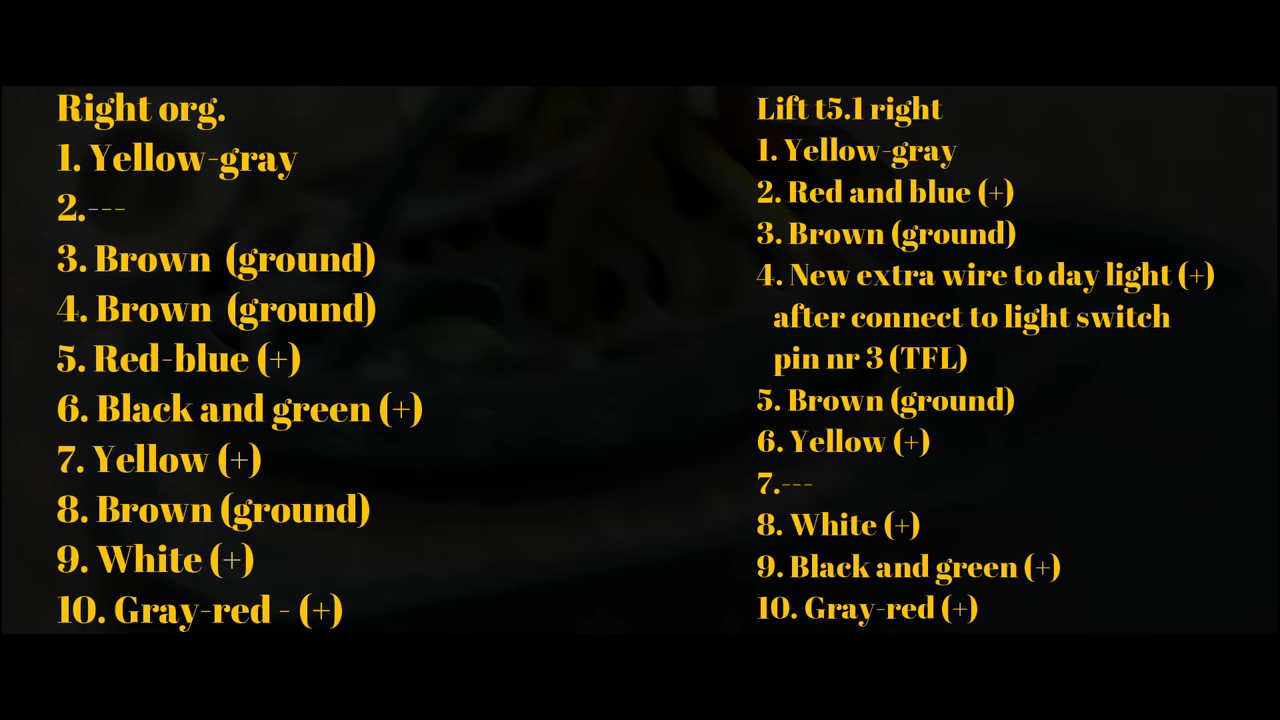 Right org.
1. Yellow-gray
2.---
3. Brown (ground)
4. Brown (ground)
5. Red-blue (+)
6. Black and green (+)
7. Yellow (+)
8. Brown (ground)
9. White (+)
10. Gray-red - (+)
Lift t5.1 right
1. Yellow-gray
2. Red and blue (+)
3. Brown (ground)
4. New extra wire to day light (+)
after connect to light switch
pin nr 3 (TFL)
5. Brown (ground)
6. Yellow (+)
7.---
8. White (+)
9. Black and green (+)
10. Gray-red (+)